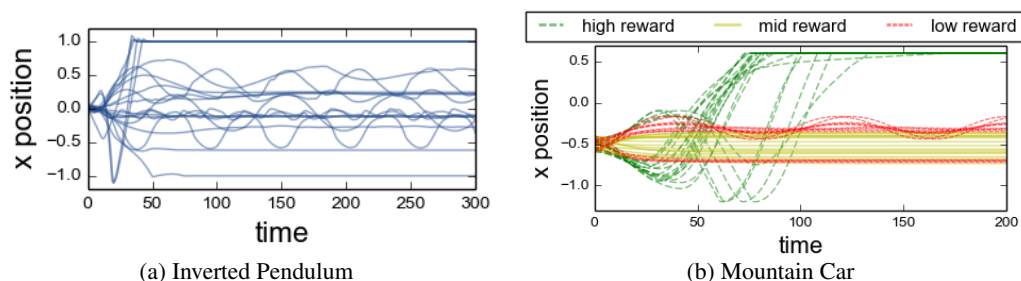 x position
1.0
0.5
0.0
−0.5
−1.0
0 50 100 150 200 250 300
time
(a) Inverted Pendulum
high reward mid reward low reward
x position
0.5
0.0
−0.5
−1.0
0 50 100 150 200
time
(b) Mountain Car